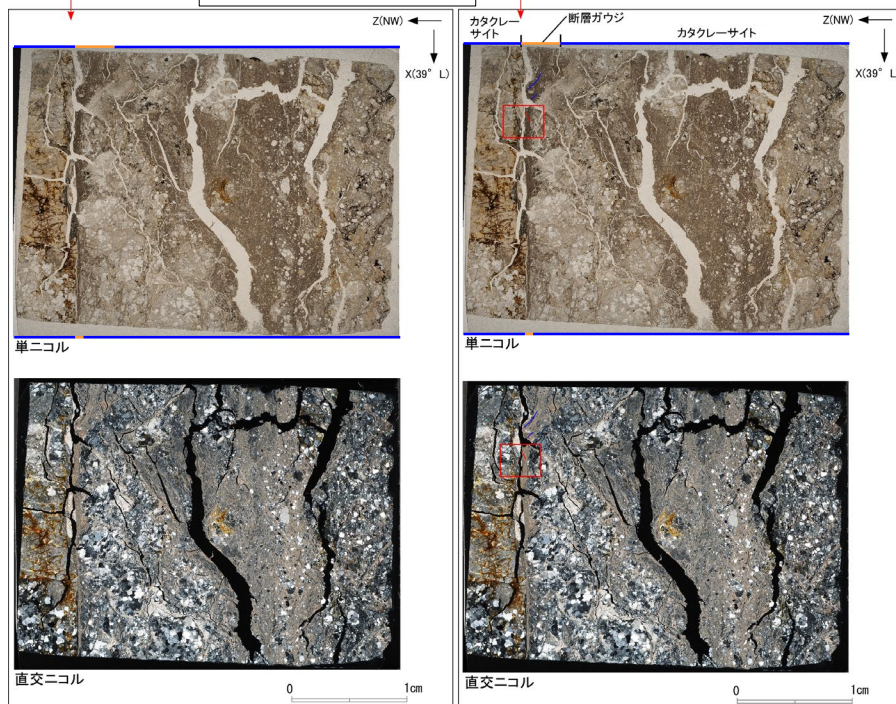 Z(NW)
X(39° L)
単ニコル
直交ニコル
0 1cm
カタクレー
サイト
断層ガウジ
カタクレーサイト
Z(NW)
X(39° L)
単ニコル
直交ニコル
0 1cm